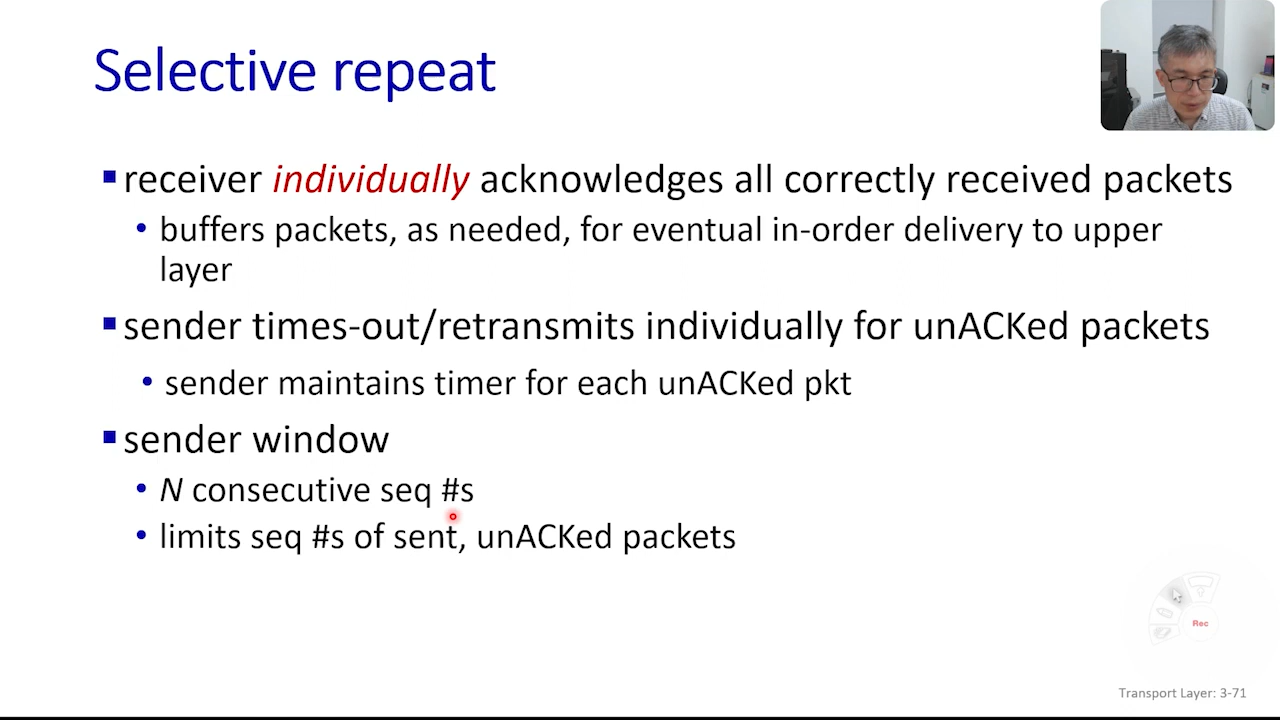 Selective repeat
receiver individually acknowledges all correctly received packets
• buffers packets, as needed, for eventual in-order delivery to upper
layer
sender times-out/retransmits individually for unACKed packets
• sender maintains timer for each unACKed pkt
sender window
• N consecutive seq #s
• limits seq #s of sent, unACKed packets
Rec
Transport Layer: 3-71